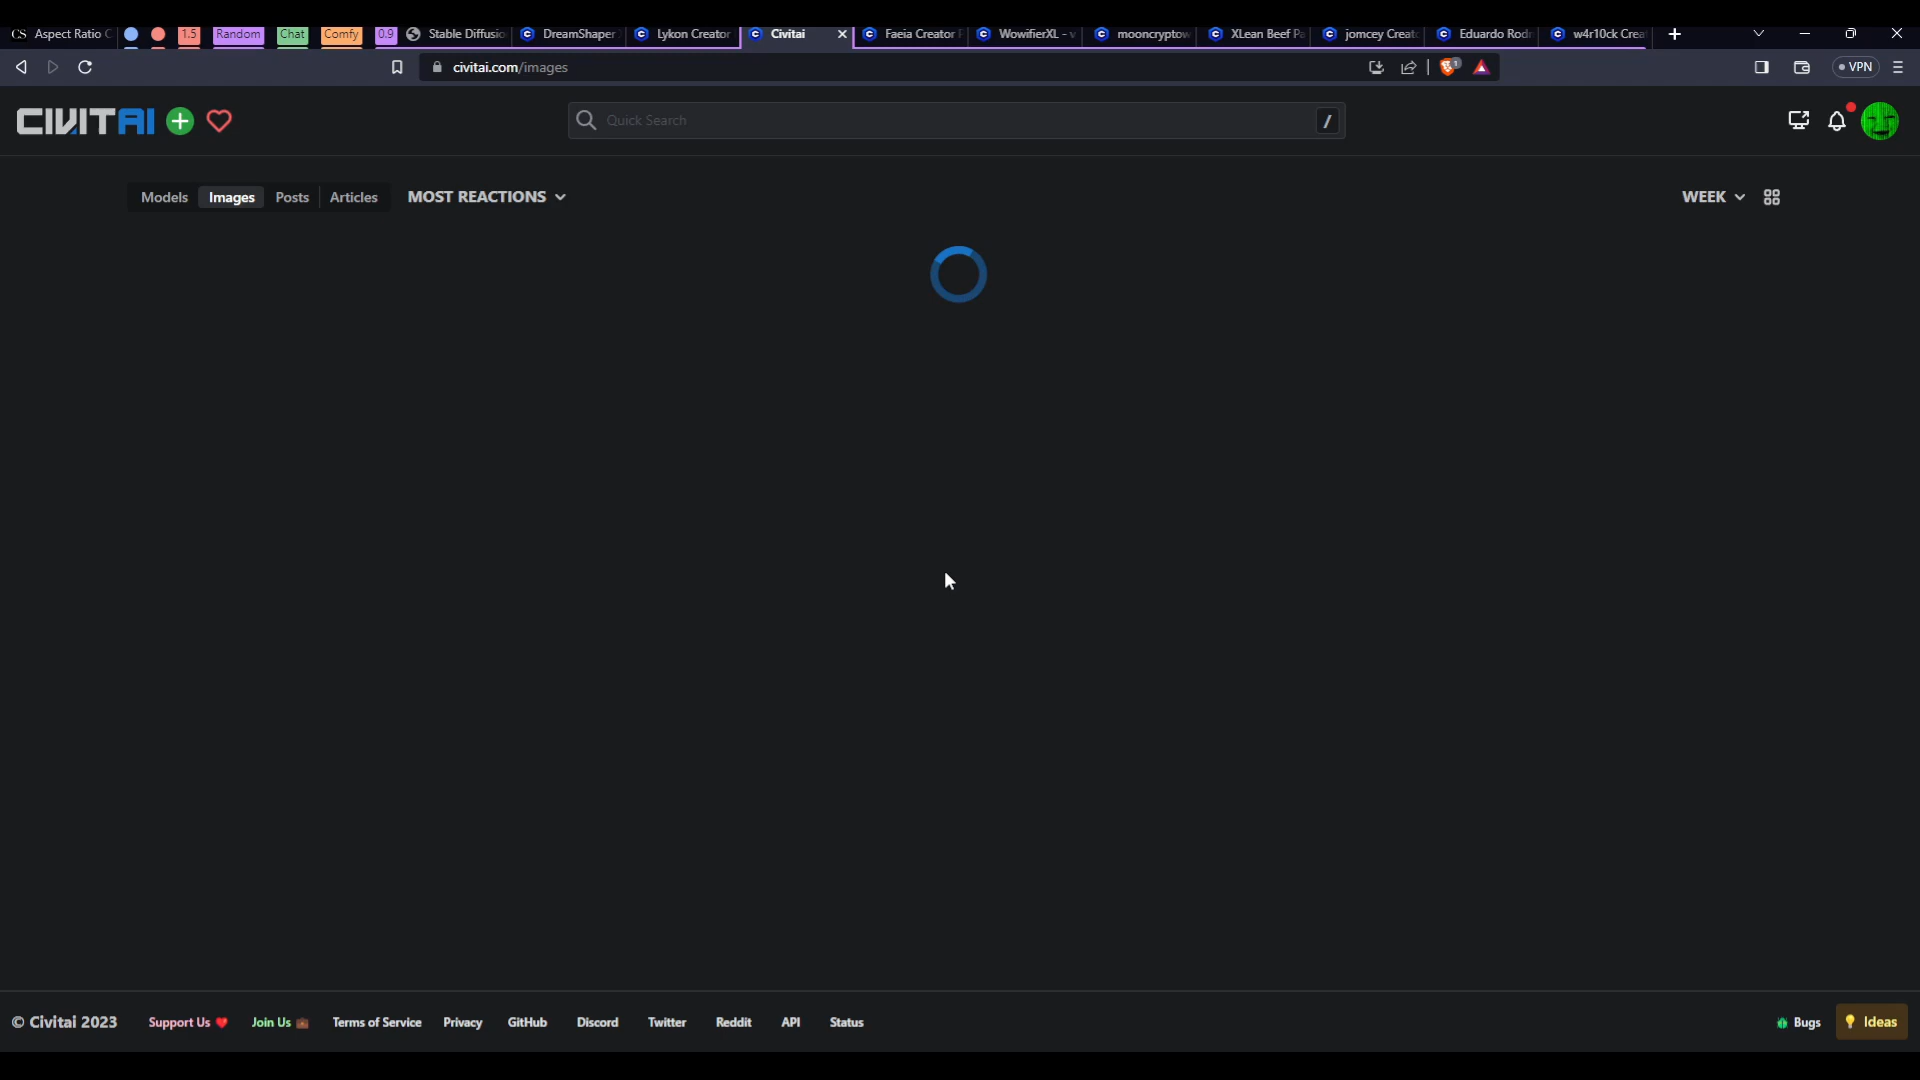 CS Aspect Ratio C 1.5 Random Chat Comfy 0.9 Stable Diffusio DreamShaper Lykon Creator Civitai Faeia Creator P WowifierXL - v mooncryptow XLean Beef Pa jomcey Creat Eduardo Rodr w4r10ck Crea
civitai.com/images 1 VPN
CIVITAI Quick Search /
Models Images Posts Articles MOST REACTIONS WEEK
© Civitai 2023 Support Us Join Us Terms of Service Privacy GitHub Discord Twitter Reddit API Status Bugs Ideas